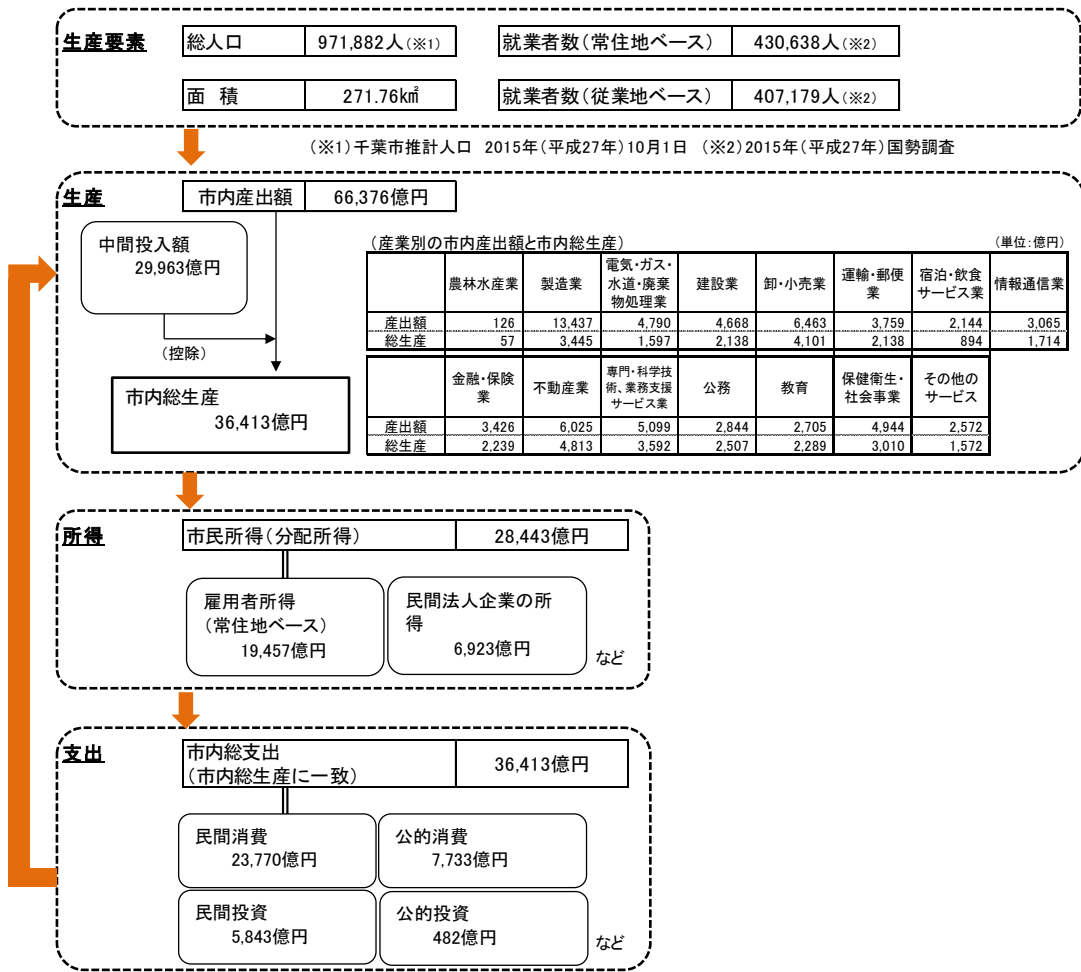 生産要素
総人口 971,882人(※1) 就業者数(常住地ベース) 430,638人(※2)
面 積 271.76k㎡ 就業者数(従業地ベース) 407,179人(※2)
(※1)千葉市推計人口 2015年(平成27年)10月1日 (※2)2015年(平成27年)国勢調査
生産
市内産出額 66,376億円
中間投入額
29,963億円
(控除)
市内総生産
36,413億円
(産業別の市内産出額と市内総生産) (単位:億円)
農林水産業 製造業 電気・ガス・水道・廃棄物処理業 建設業 卸・小売業 運輸・郵便業 宿泊・飲食サービス業 情報通信業
産出額 126 13,437 4,790 4,668 6,463 3,759 2,144 3,065
総生産 57 3,445 1,597 2,138 4,101 2,138 894 1,714
金融・保険業 不動産業 専門・科学技術、業務支援サービス業 公務 教育 保健衛生・社会事業 その他のサービス
産出額 3,426 6,025 5,099 2,844 2,705 4,944 2,572
総生産 2,239 4,813 3,592 2,507 2,289 3,010 1,572
所得
市民所得(分配所得) 28,443億円
雇用者所得
(常住地ベース)
19,457億円
民間法人企業の所
得
6,923億円
など
支出
市内総支出
(市内総生産に一致)
36,413億円
民間消費
23,770億円
公的消費
7,733億円
民間投資
5,843億円
公的投資
482億円
など